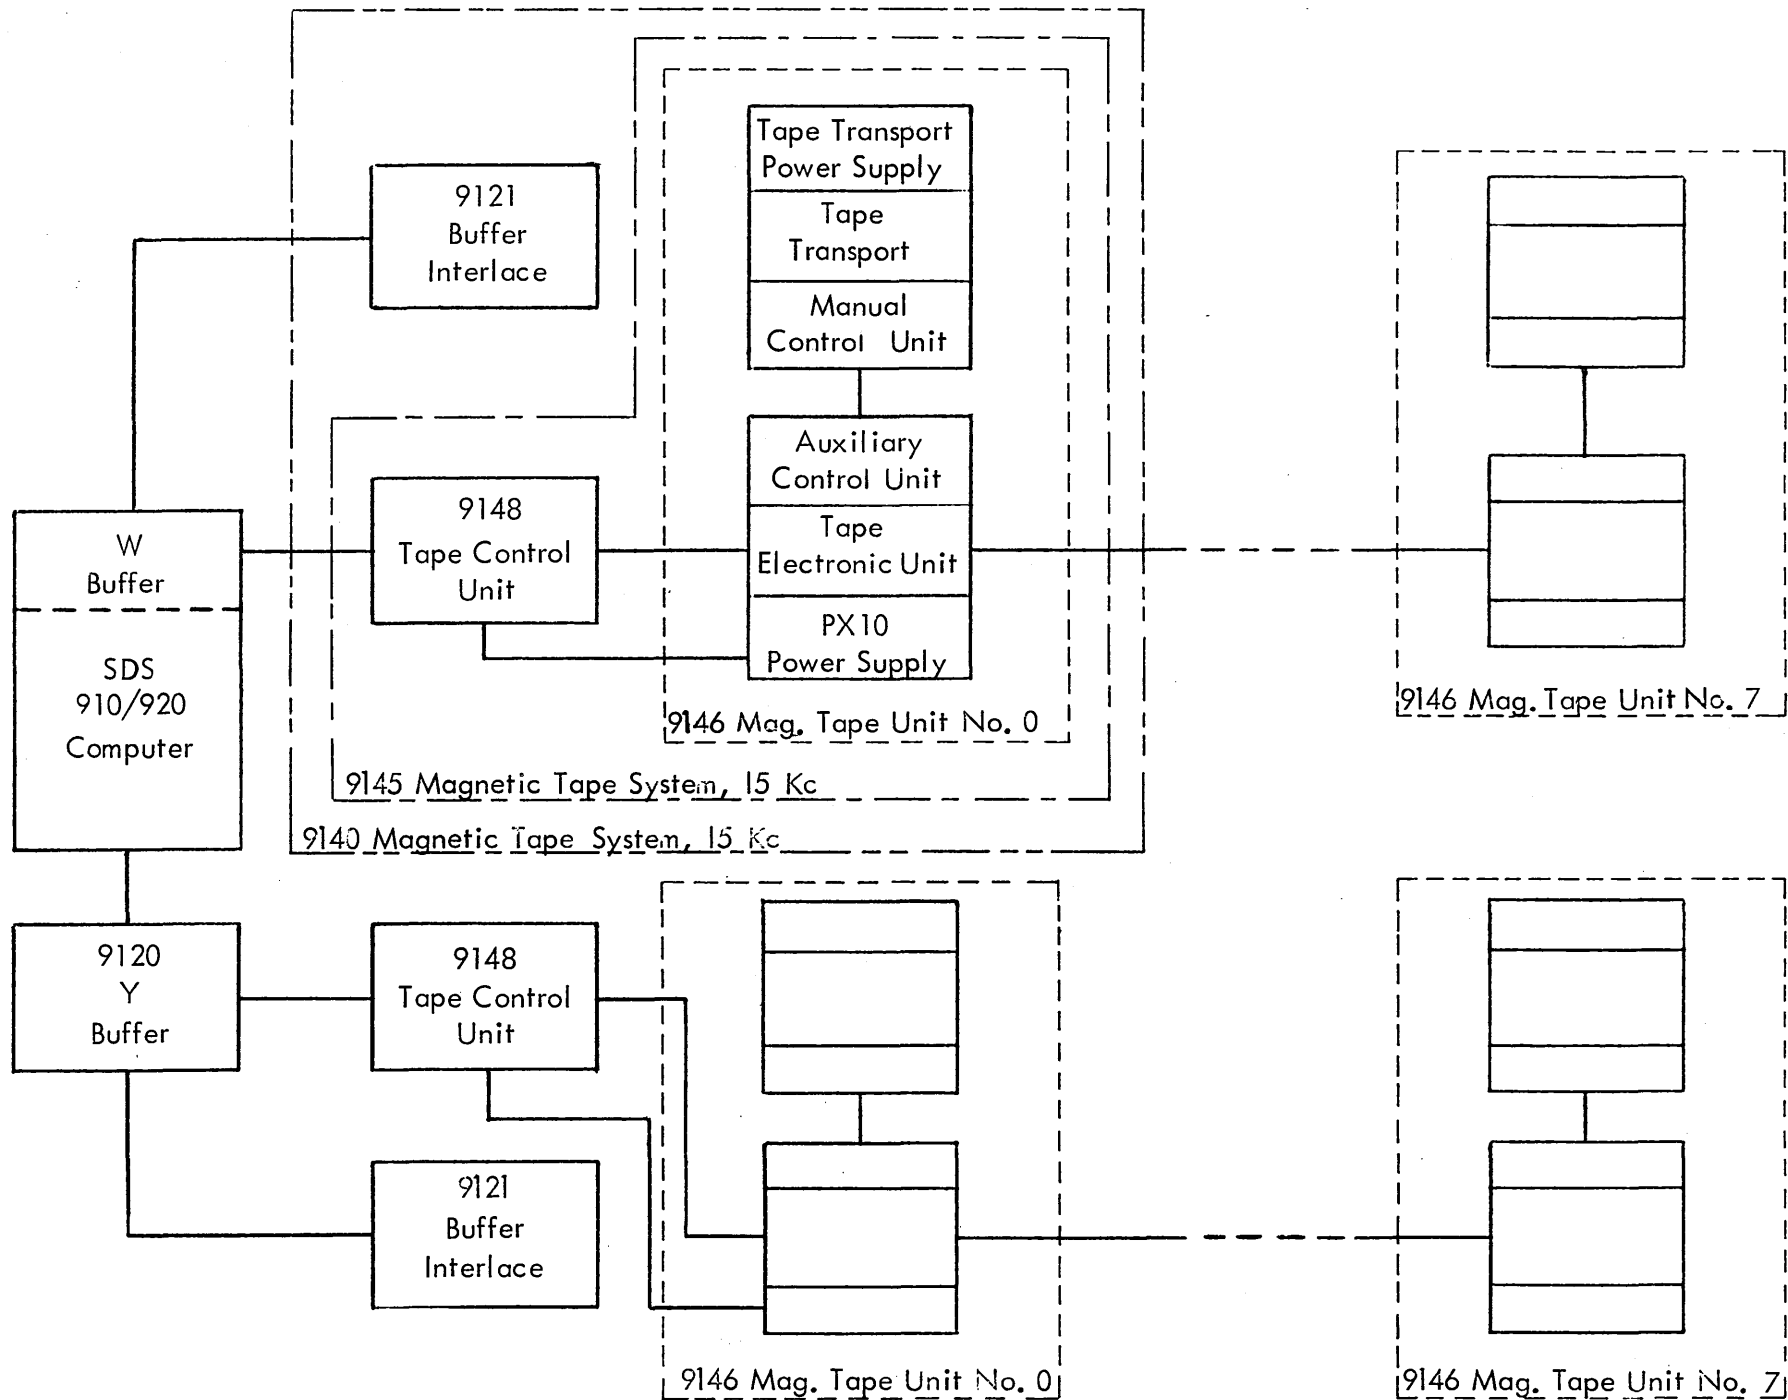 Tape Transport
Power Supply
Tape
Transport
Manual
Control Unit
9121
Buffer
Interlace
Auxiliary
Control Unit
Tape
Electronic Unit
PX10
Power Supply
9148
Tape Control
Unit
W
Buffer
SDS
910/920
Computer
9146 Mag. Tape Unit No. 0
9146 Mag. Tape Unit No. 7
9145 Magnetic Tape System, 15 Kc
9140 Magnetic Tape System, 15 Kc
9120
Y
Buffer
9148
Tape Control
Unit
9121
Buffer
Interlace
9146 Mag. Tape Unit No. 0
9146 Mag. Tape Unit No. 7